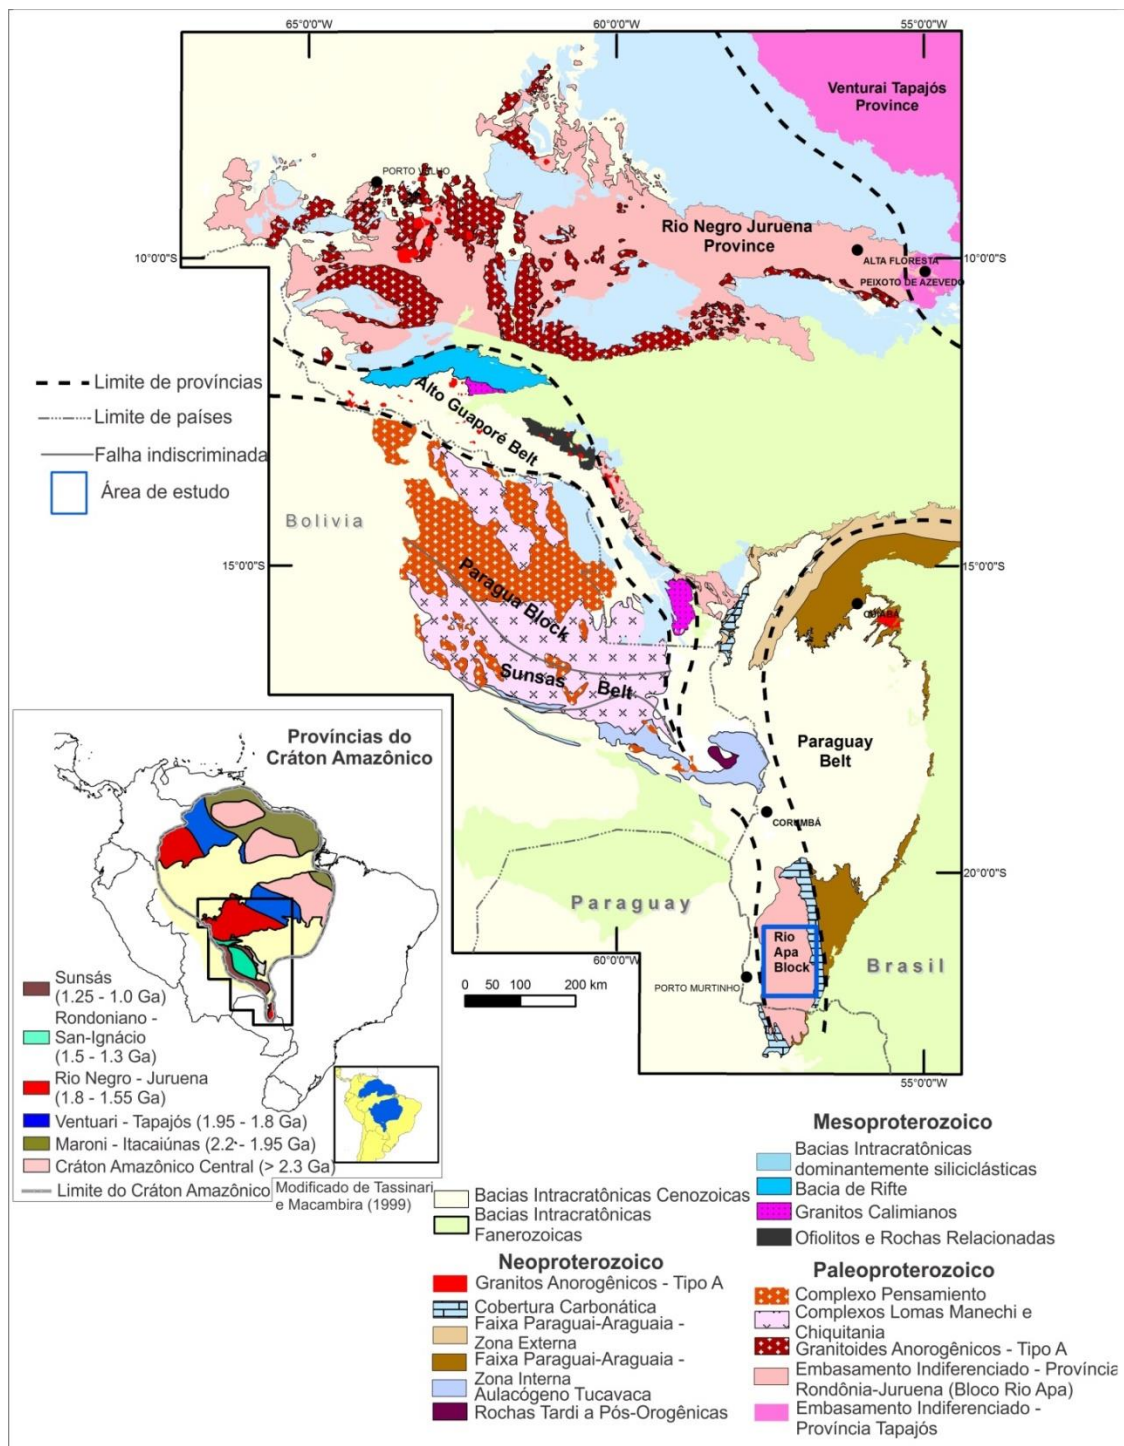 65°0'0"W
60°0'0"W
55°0'0"W
Venturai Tapajós
Province
PORTO VELHO
Rio Negro Juruena
Province
ALTA FLORESTA
PEIXOTO DE AZEVEDO
10°0'0"S
10°0'0"S
Limite de províncias
Limite de países
Falha indiscriminada
Área de estudo
Alto Guaporé Belt
Bolivia
15°0'0"S
15°0'0"S
Paragua Block
CUIABÁ
Sunsas Belt
Paraguay
Belt
CORUMBÁ
20°0'0"S
Paraguay
Rio
Apa
Block
Brasil
60°0'0"W
PORTO MURTINHO
0 50 100 200 km
55°0'0"W
Províncias do
Cráton Amazônico
Sunsás
(1.25 - 1.0 Ga)
Rondoniano -
San-Ignácio
(1.5 - 1.3 Ga)
Rio Negro - Juruena
(1.8 - 1.55 Ga)
Ventuari - Tapajós (1.95 - 1.8 Ga)
Maroni - Itacaiúnas (2.2 - 1.95 Ga)
Cráton Amazônico Central (> 2.3 Ga)
Limite do Cráton Amazônico
Modificado de Tassinari
e Macambira (1999)
Bacias Intracratônicas Cenozoicas
Bacias Intracratônicas
Fanerozoicas
Neoproterozoico
Granitos Anorogênicos - Tipo A
Cobertura Carbonática
Faixa Paraguai-Araguaia -
Zona Externa
Faixa Paraguai-Araguaia -
Zona Interna
Aulacógeno Tucavaca
Rochas Tardi a Pós-Orogênicas
Mesoproterozoico
Bacias Intracratônicas
dominantemente siliciclásticas
Bacia de Rifte
Granitos Calimianos
Ofiolitos e Rochas Relacionadas
Paleoproterozoico
Complexo Pensamiento
Complexos Lomas Manechi e
Chiquitania
Granitoides Anorogênicos - Tipo A
Embasamento Indiferenciado - Província
Rondônia-Juruena (Bloco Rio Apa)
Embasamento Indiferenciado -
Província Tapajós